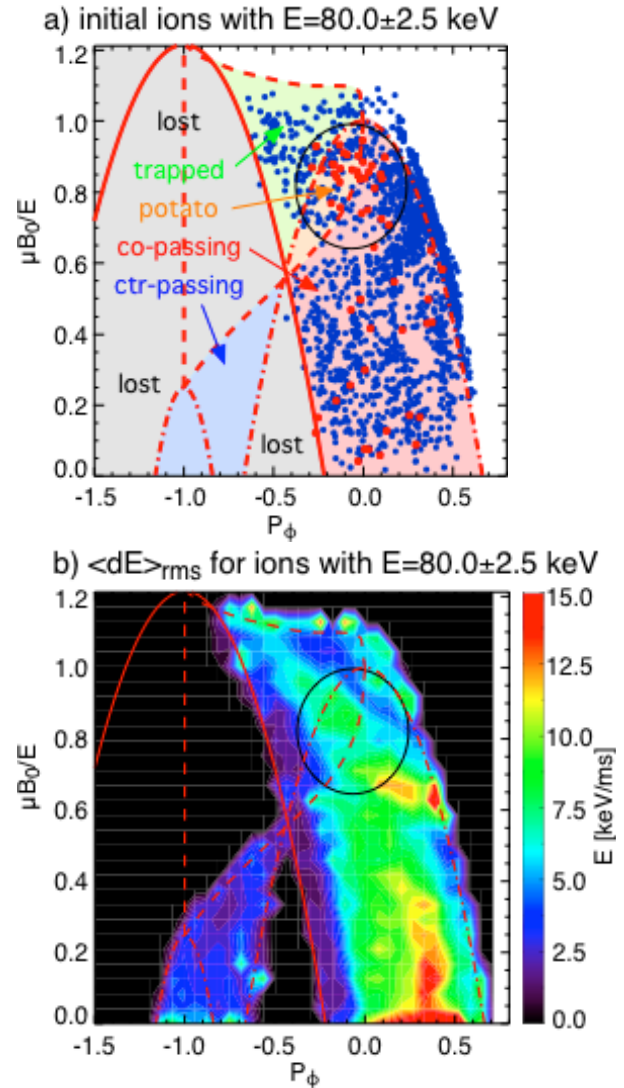 a) initial ions with E=80.0±2.5 keV
1.2
1.0
0.8
0.6
0.4
0.2
0.0
μB₀/E
lost
trapped
potato
co-passing
ctr-passing
lost
lost
-1.5
-1.0
-0.5
0.0
0.5
P_ϕ
b) <dE>rms for ions with E=80.0±2.5 keV
1.2
1.0
0.8
0.6
0.4
0.2
0.0
μB₀/E
-1.5
-1.0
-0.5
0.0
0.5
P_ϕ
15.0
12.5
10.0
7.5
5.0
2.5
0.0
E [keV/ms]